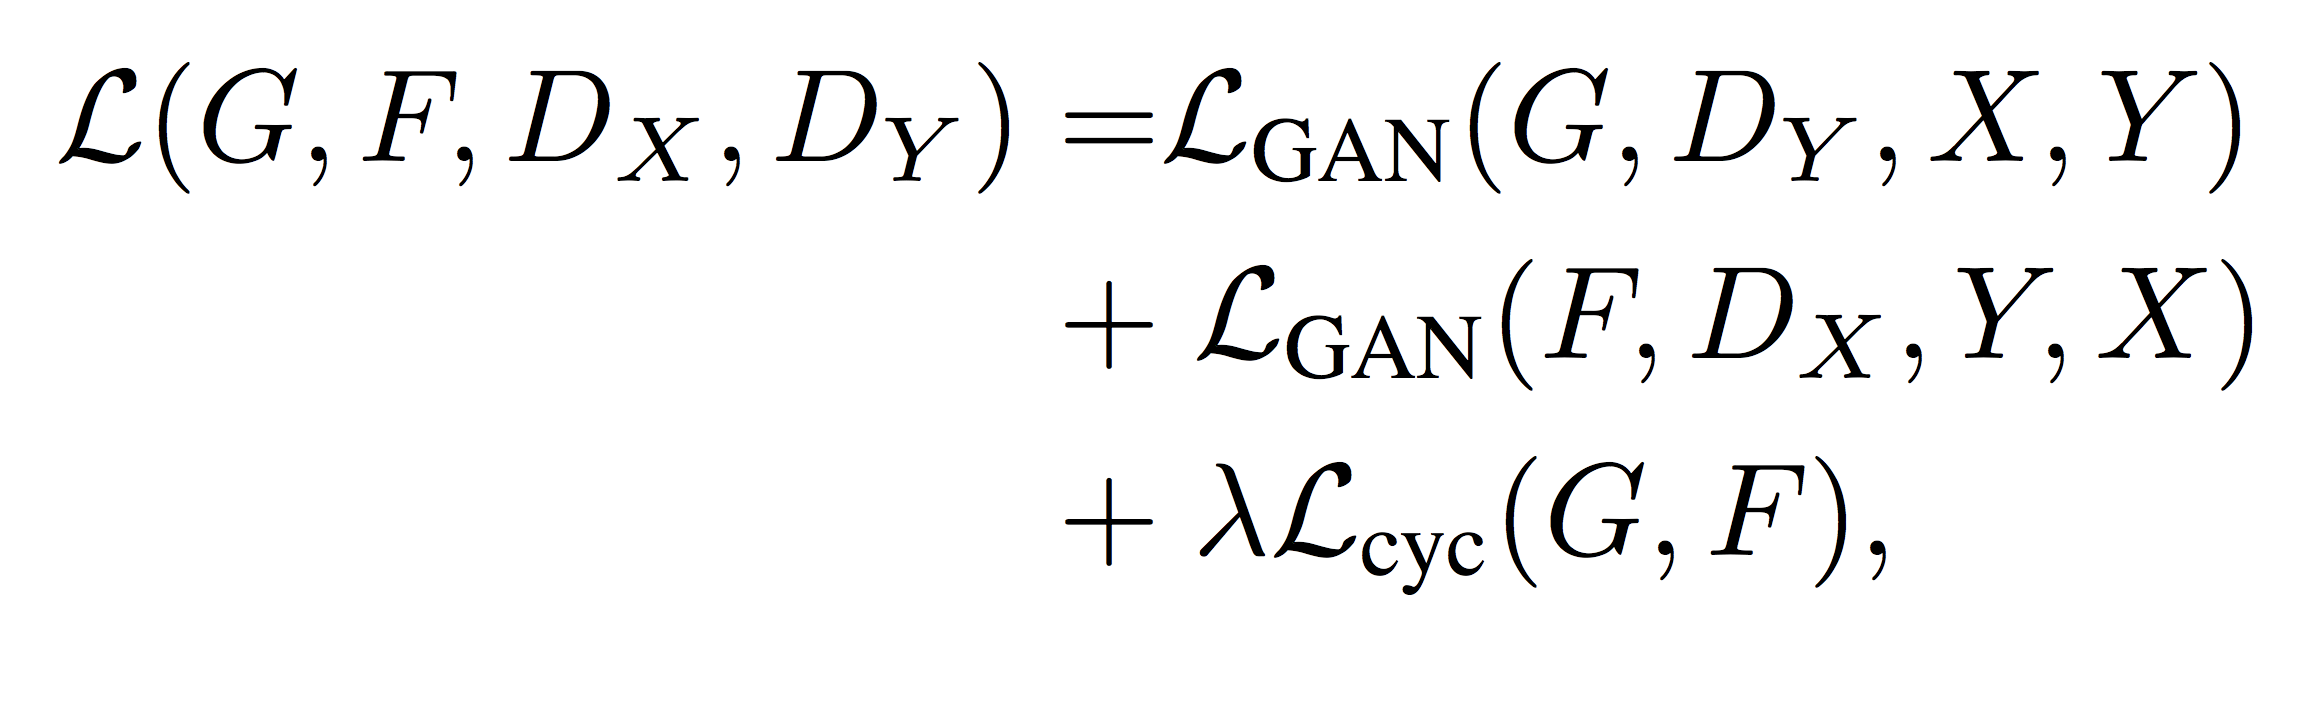 ℒ(G, F, D_X, D_Y) =ℒ_GAN(G, D_Y, X, Y)
+ ℒ_GAN(F, D_X, Y, X)
+ λℒ_cyc(G, F),